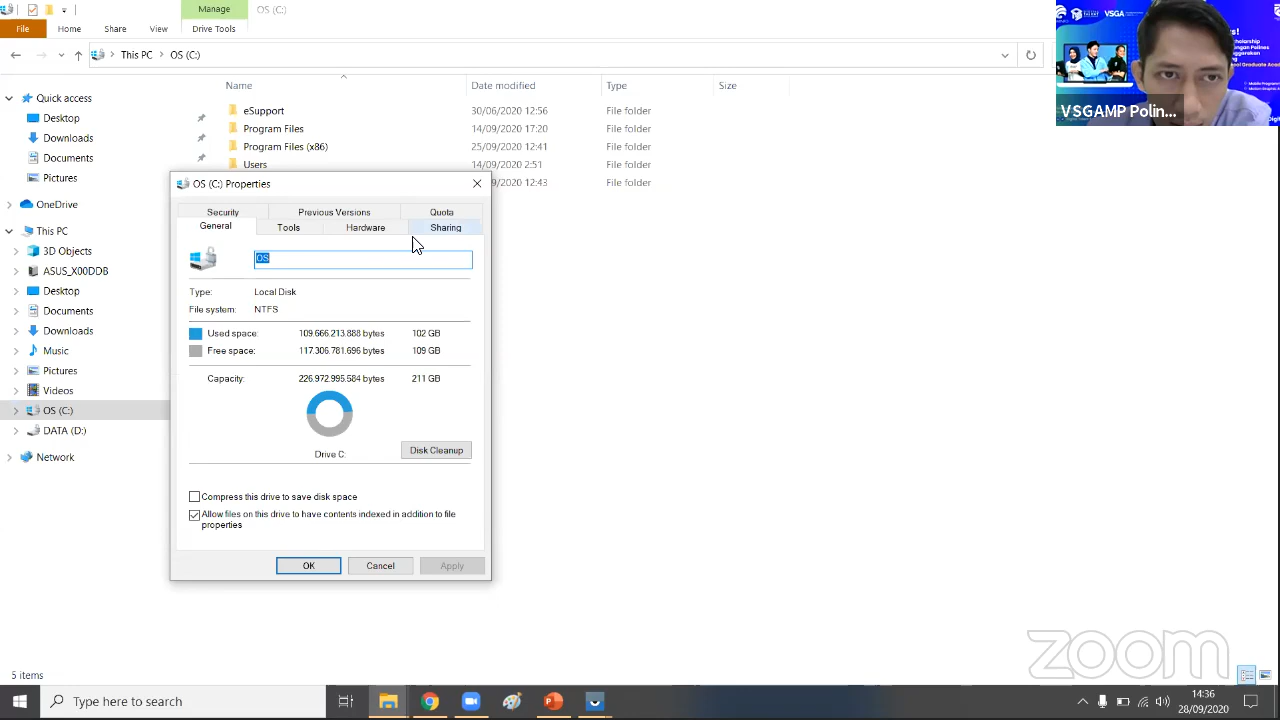 Manage
OS (C:)
File
Home
Share
View
Drive Tools
This PC
OS (C:)
Name
Date modified
Type
Size
Quick access
Desktop
Downloads
Documents
Pictures
OneDrive
This PC
3D Objects
ASUS_X00DDB
Desktop
Documents
Downloads
Music
Pictures
Videos
OS (C:)
DATA (D:)
Network
eSupport 30/06/2020 12:56 File folder
Program Files 14/09/2020 17:20 File folder
Program Files (x86) 25/09/2020 12:41 File folder
Users 14/09/2020 2:51 File folder
9/2020 12:43 File folder
OS (C:) Properties
Security
Previous Versions
Quota
General
Tools
Hardware
Sharing
OS
Type: Local Disk
File system: NTFS
Used space: 109.666.213.888 bytes 102 GB
Free space: 117.306.781.696 bytes 109 GB
Capacity: 226.972.995.584 bytes 211 GB
Drive C:
Disk Cleanup
Compress this drive to save disk space
Allow files on this drive to have contents indexed in addition to file
properties
OK
Cancel
Apply
5 items
VSGA
VSGAMP Polin...
zoom
Type here to search
14:36
28/09/2020